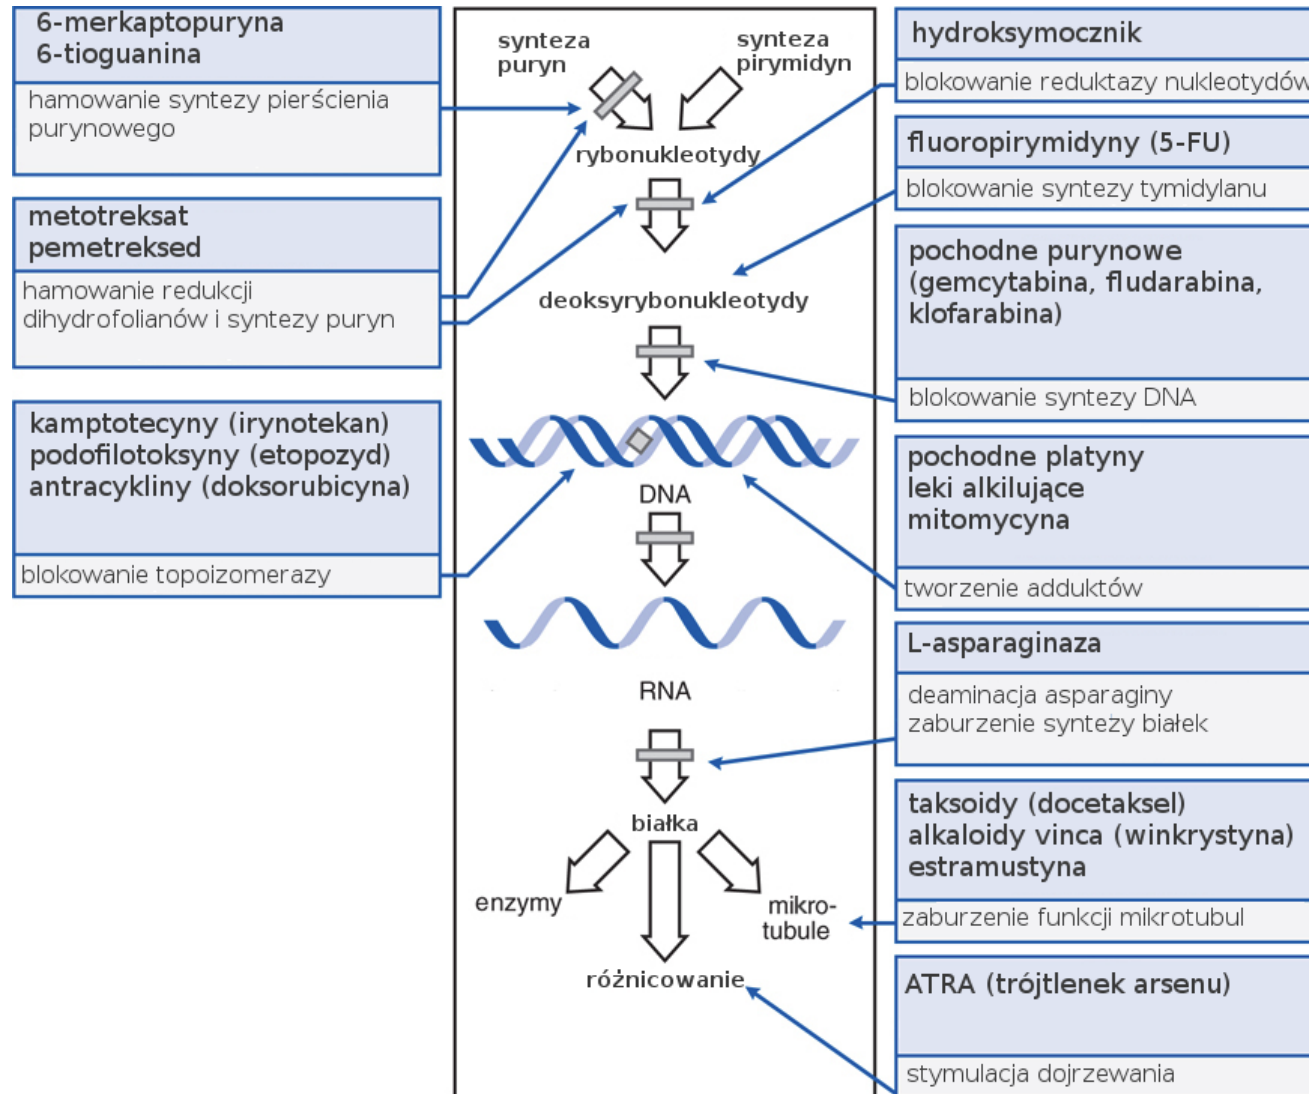 6-merkaptopuryna
6-tioguanina
hamowanie syntezy pierścienia
purynowego
metotreksat
pemetreksed
hamowanie redukcji
dihydrofolianów i syntezy puryn
kamptotecyny (irynotekan)
podofilotoksyny (etopozyd)
antracykliny (doksorubicyna)
blokowanie topoizomerazy
synteza
puryn
synteza
pirymidyn
rybonukleotydy
deoksyrybonukleotydy
DNA
RNA
białka
enzymy
mikro-
tubule
różnicowanie
hydroksymocznik
blokowanie reduktazy nukleotydów
fluoropirymidyny (5-FU)
blokowanie syntezy tymidylanu
pochodne purynowe
(gemcytabina, fludarabina,
klofarabina)
blokowanie syntezy DNA
pochodne platyny
leki alkilujące
mitomycyna
tworzenie adduktów
L-asparaginaza
deaminacja asparaginy
zaburzenie syntezy białek
taksoidy (docetaksel)
alkaloidy vinca (winkrystyna)
estramustyna
zaburzenie funkcji mikrotubul
ATRA (trójtlenek arsenu)
stymulacja dojrzewania